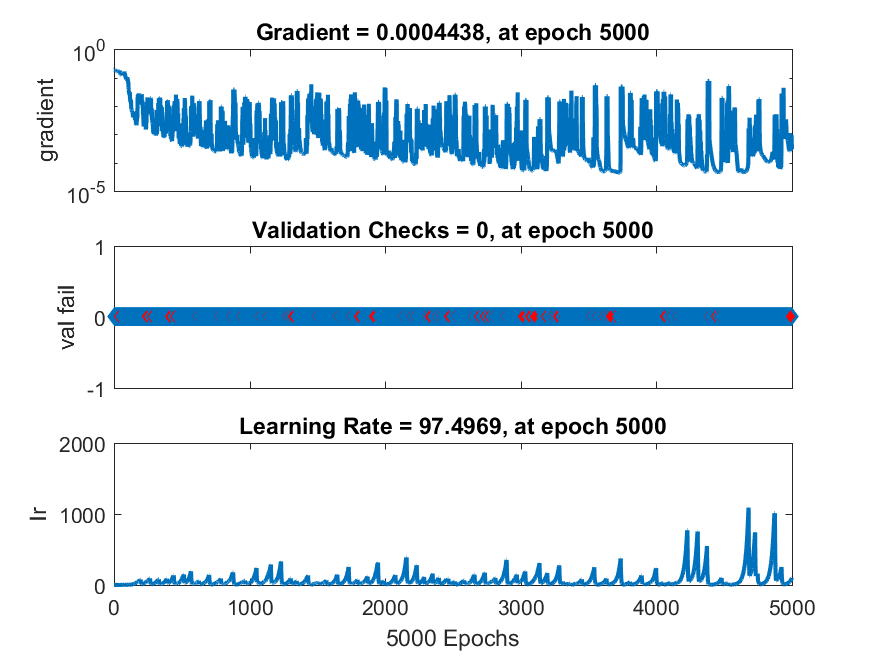 Gradient = 0.0004438, at epoch 5000
10^0
gradient
10^-5
Validation Checks = 0, at epoch 5000
1
val fail
0
-1
Learning Rate = 97.4969, at epoch 5000
2000
lr
1000
0
0 1000 2000 3000 4000 5000
5000 Epochs